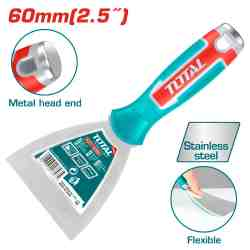 60mm(2.5")
Metal head end
TOTAL
Stainless
steel
TOTAL
Flexible